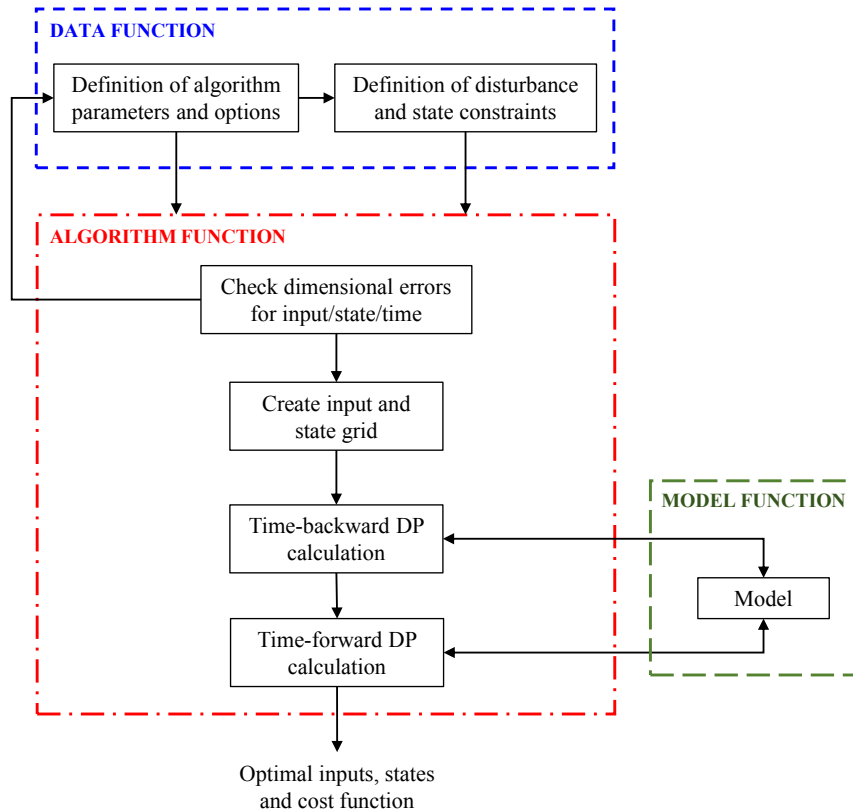 DATA FUNCTION
Definition of algorithm
parameters and options
Definition of disturbance
and state constraints
ALGORITHM FUNCTION
Check dimensional errors
for input/state/time
Create input and
state grid
Time-backward DP
calculation
MODEL FUNCTION
Model
Time-forward DP
calculation
Optimal inputs, states
and cost function